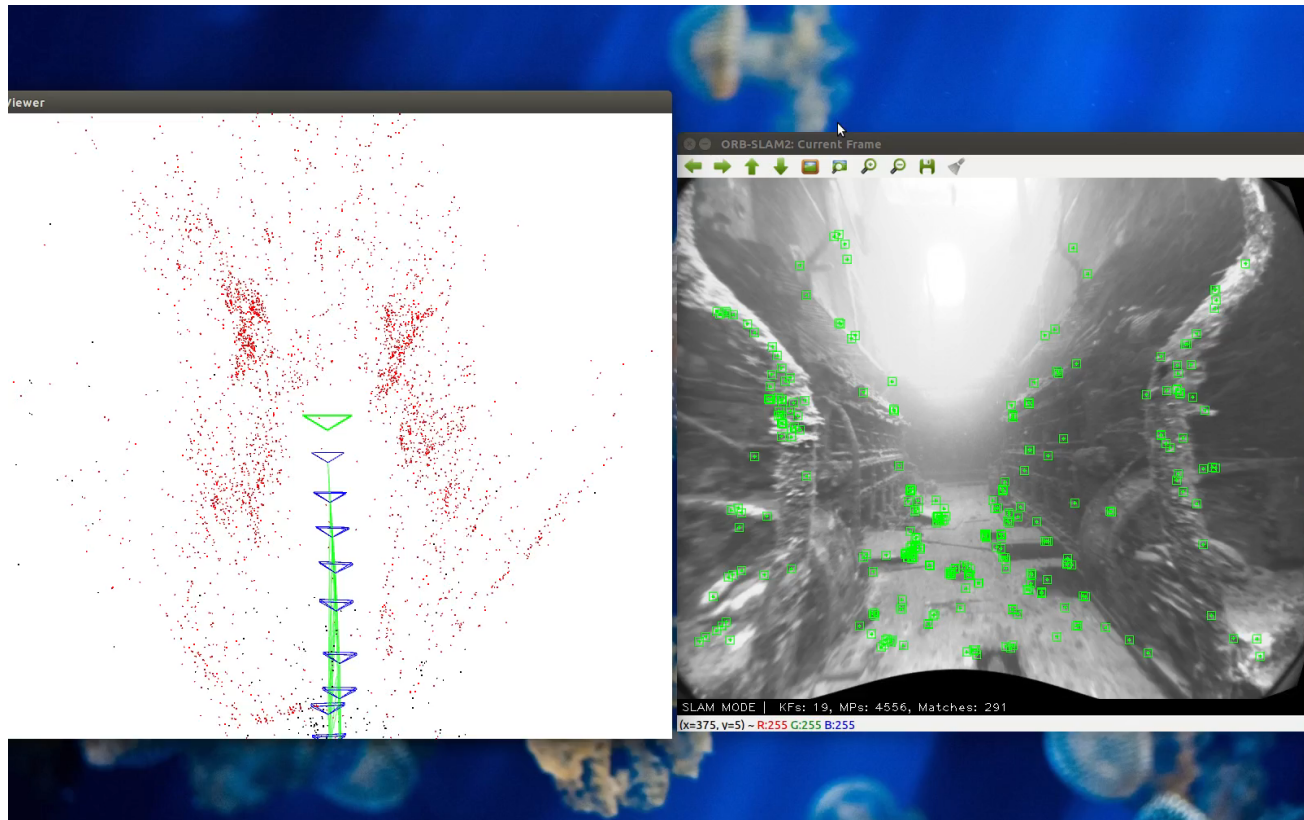 Viewer
ORB-SLAM2: Current Frame
SLAM MODE |  KFs: 19, MPs: 4556, Matches: 291
(x=375, y=5) ~ R:255 G:255 B:255